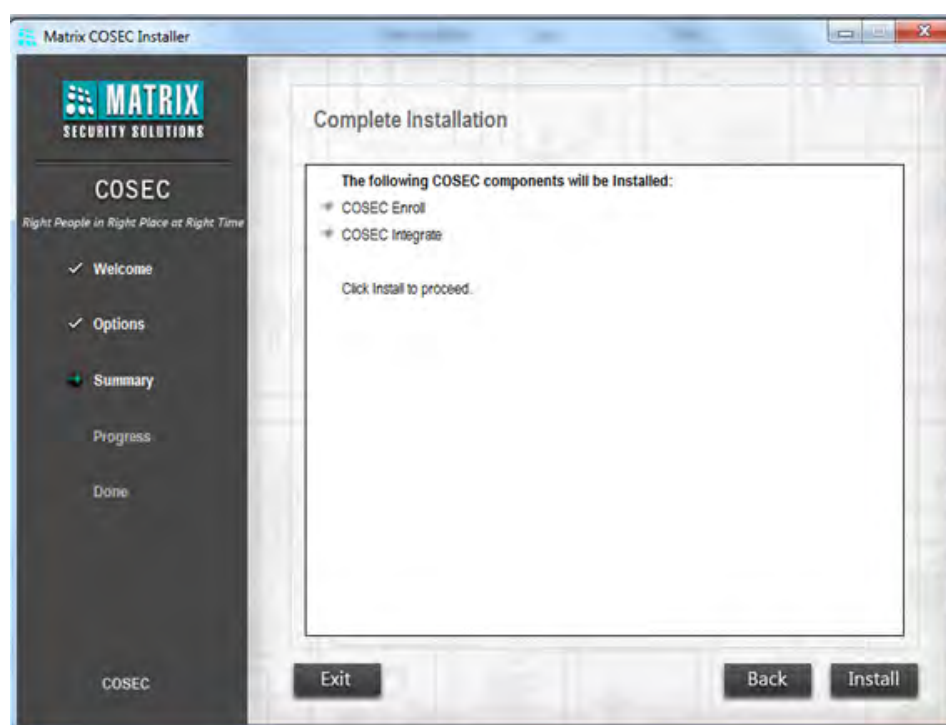 Matrix COSEC Installer
MATRIX
SECURITY SOLUTIONS
COSEC
Right People in Right Place at Right Time
Welcome
Options
Summary
Progress
Done
COSEC
Complete Installation
The following COSEC components will be Installed:
COSEC Enroll
COSEC Integrate
Click Install to proceed.
Exit
Back
Install